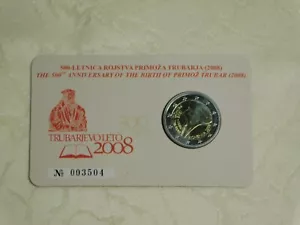 500-LETNICA ROJSTVA PRIMOŽA TRUBARJA (2008)
THE 500TH ANNIVERSARY OF THE BIRTH OF PRIMOŽ TRUBAR (2008)
TRUBARJEVO LETO
2008
№ 093504